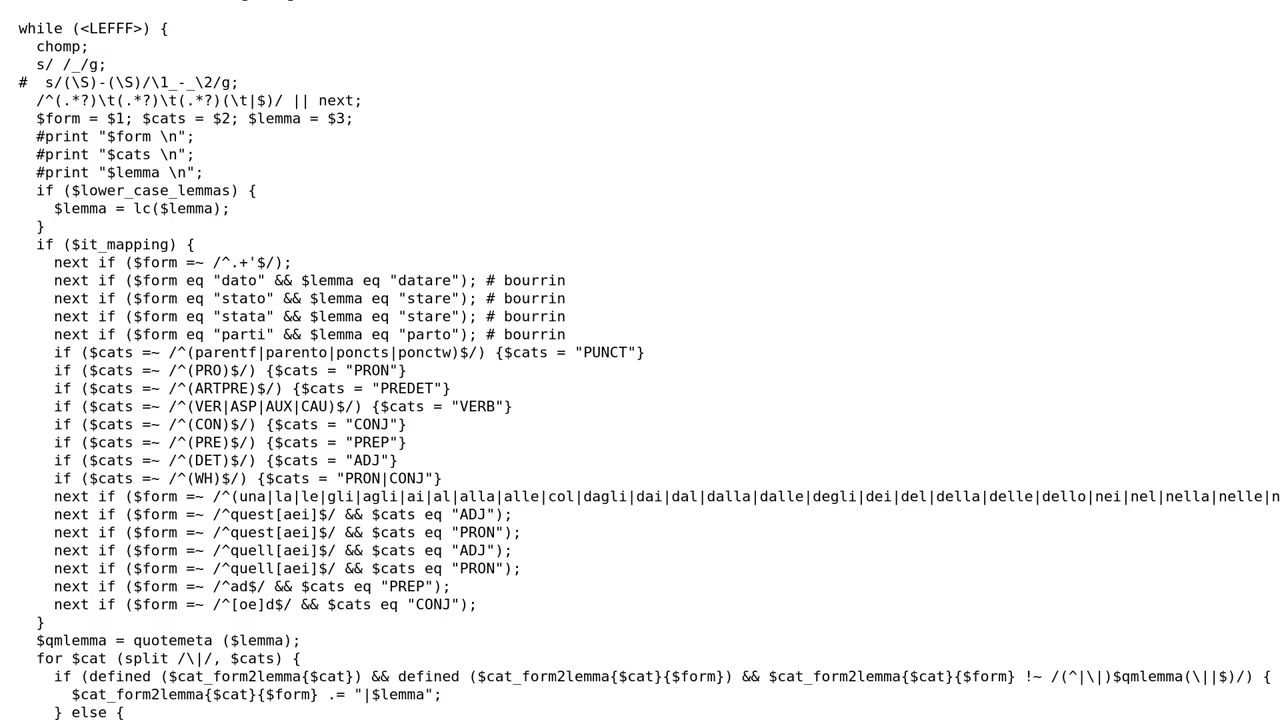 while (<LEFFF>) {
  chomp;
  s/ /_/g;
#  s/(\S)-(\S)/\1_-_\2/g;
  /^(.*?)\t(.*?)\t(.*?)(\t|$)/ || next;
  $form = $1; $cats = $2; $lemma = $3;
  #print "$form \n";
  #print "$cats \n";
  #print "$lemma \n";
  if ($lower_case_lemmas) {
    $lemma = lc($lemma);
  }
  if ($it_mapping) {
    next if ($form =~ /^.+'$/);
    next if ($form eq "dato" && $lemma eq "datare"); # bourrin
    next if ($form eq "stato" && $lemma eq "stare"); # bourrin
    next if ($form eq "stata" && $lemma eq "stare"); # bourrin
    next if ($form eq "parti" && $lemma eq "parto"); # bourrin
    if ($cats =~ /^(parentf|parento|poncts|ponctw)$/) {$cats = "PUNCT"}
    if ($cats =~ /^(PRO)$/) {$cats = "PRON"}
    if ($cats =~ /^(ARTPRE)$/) {$cats = "PREDET"}
    if ($cats =~ /^(VER|ASP|AUX|CAU)$/) {$cats = "VERB"}
    if ($cats =~ /^(CON)$/) {$cats = "CONJ"}
    if ($cats =~ /^(PRE)$/) {$cats = "PREP"}
    if ($cats =~ /^(DET)$/) {$cats = "ADJ"}
    if ($cats =~ /^(WH)$/) {$cats = "PRON|CONJ"}
    next if ($form =~ /^(una|la|le|gli|agli|ai|al|alla|alle|col|dagli|dai|dal|dalla|dalle|degli|dei|del|della|delle|dello|nei|nel|nella|nelle|n
    next if ($form =~ /^quest[aei]$/ && $cats eq "ADJ");
    next if ($form =~ /^quest[aei]$/ && $cats eq "PRON");
    next if ($form =~ /^quell[aei]$/ && $cats eq "ADJ");
    next if ($form =~ /^quell[aei]$/ && $cats eq "PRON");
    next if ($form =~ /^ad$/ && $cats eq "PREP");
    next if ($form =~ /^[oe]d$/ && $cats eq "CONJ");
  }
  $qmlemma = quotemeta ($lemma);
  for $cat (split /\|/, $cats) {
    if (defined ($cat_form2lemma{$cat}) && defined ($cat_form2lemma{$cat}{$form}) && $cat_form2lemma{$cat}{$form} !~ /(^|\|)$qmlemma(\||$)/) {
      $cat_form2lemma{$cat}{$form} .= "|$lemma";
    } else {